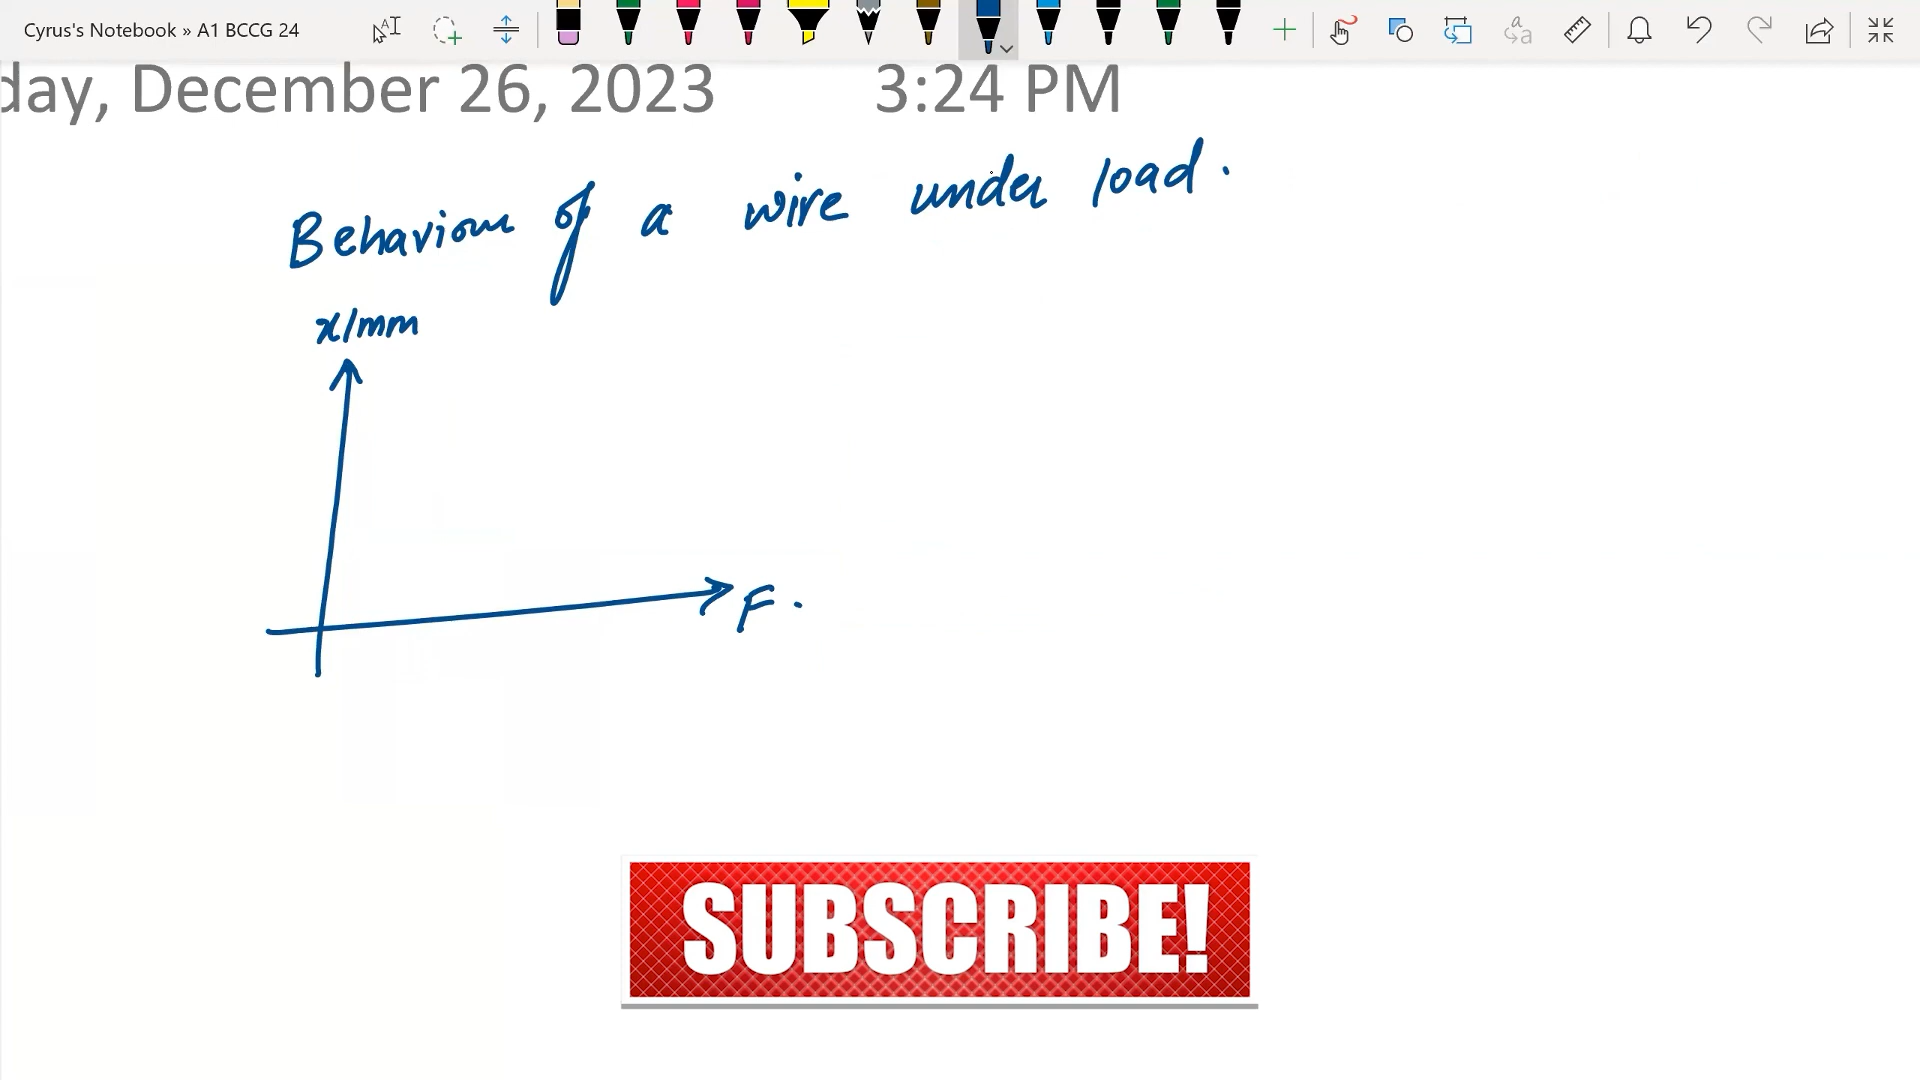 Cyrus's Notebook » A1 BCCG 24
day, December 26, 2023 3:24 PM
Behaviour of a wire under load.
x/mm
F.
SUBSCRIBE!